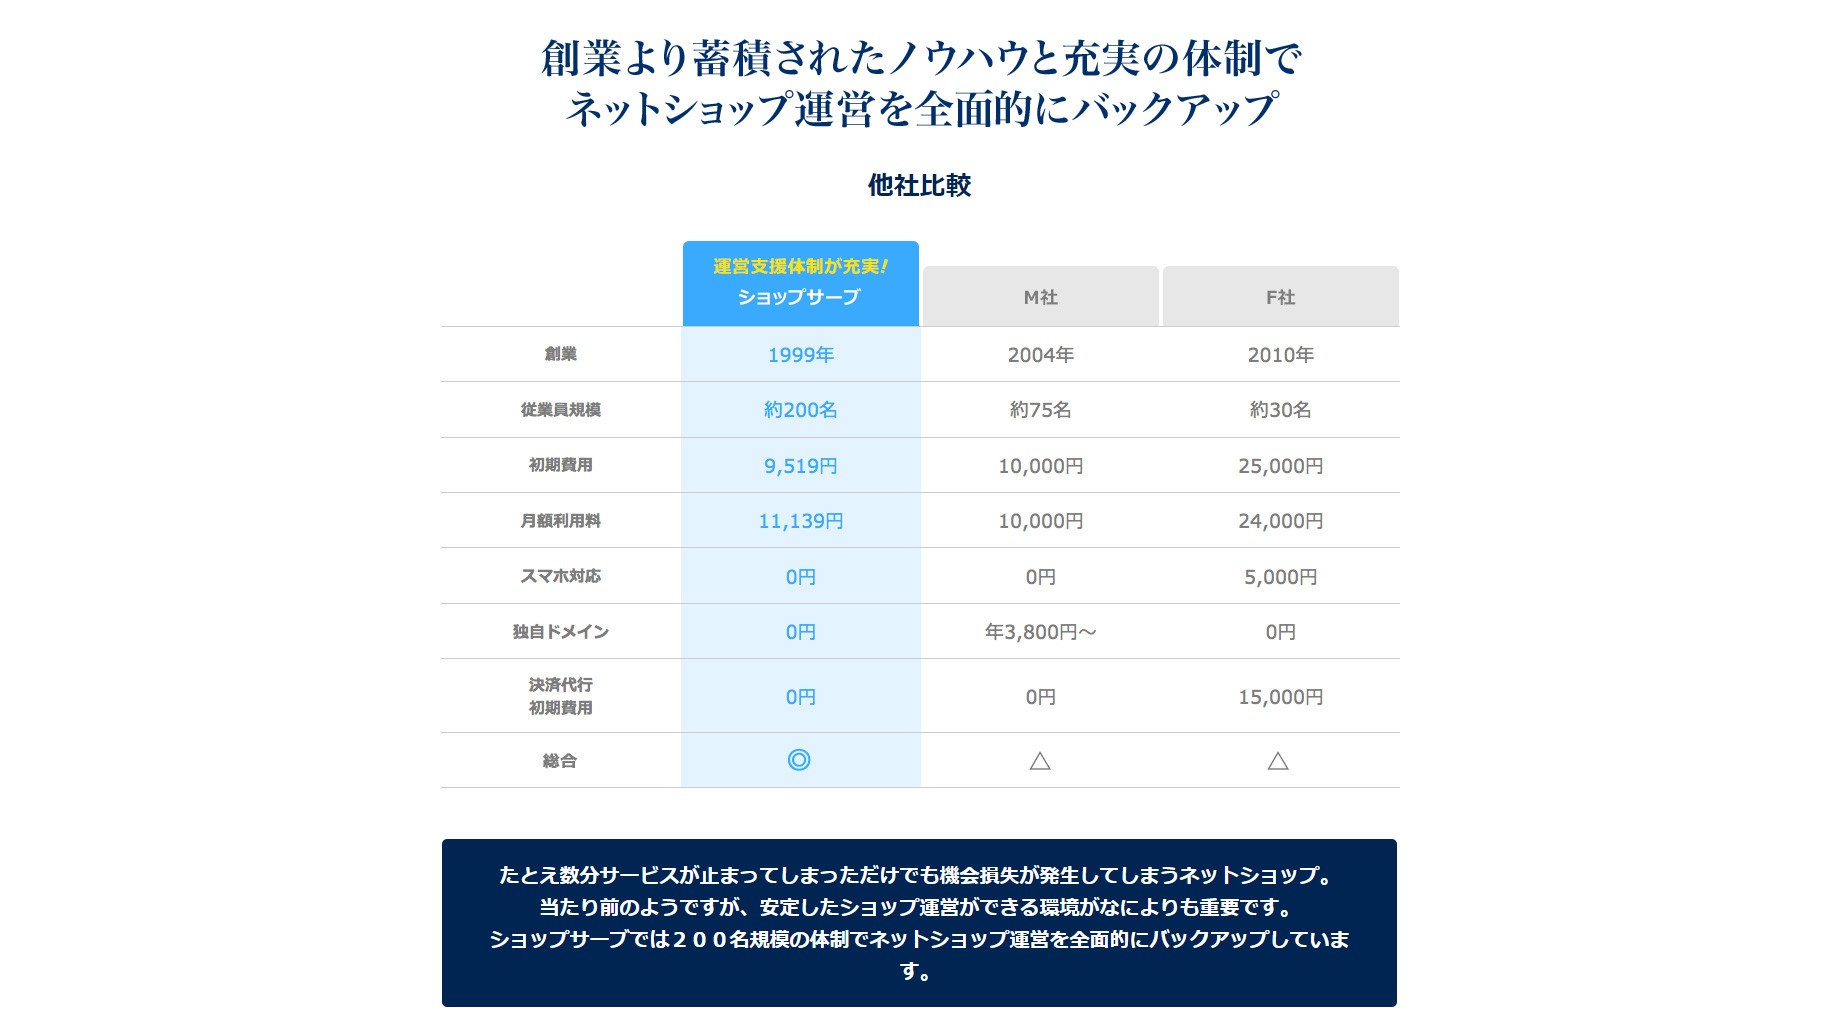 創業より蓄積されたノウハウと充実の体制で
ネットショップ運営を全面的にバックアップ
他社比較
運営支援体制が充実!
ショップサーブ M社 F社
創業 1999年 2004年 2010年
従業員規模 約200名 約75名 約30名
初期費用 9,519円 10,000円 25,000円
月額利用料 11,139円 10,000円 24,000円
スマホ対応 0円 0円 5,000円
独自ドメイン 0円 年3,800円～ 0円
決済代行
初期費用 0円 0円 15,000円
総合 ◎ △ △
たとえ数分サービスが止まってしまっただけでも機会損失が発生してしまうネットショップ。
当たり前のようですが、安定したショップ運営ができる環境がなによりも重要です。
ショップサーブでは２００名規模の体制でネットショップ運営を全面的にバックアップしていま
す。